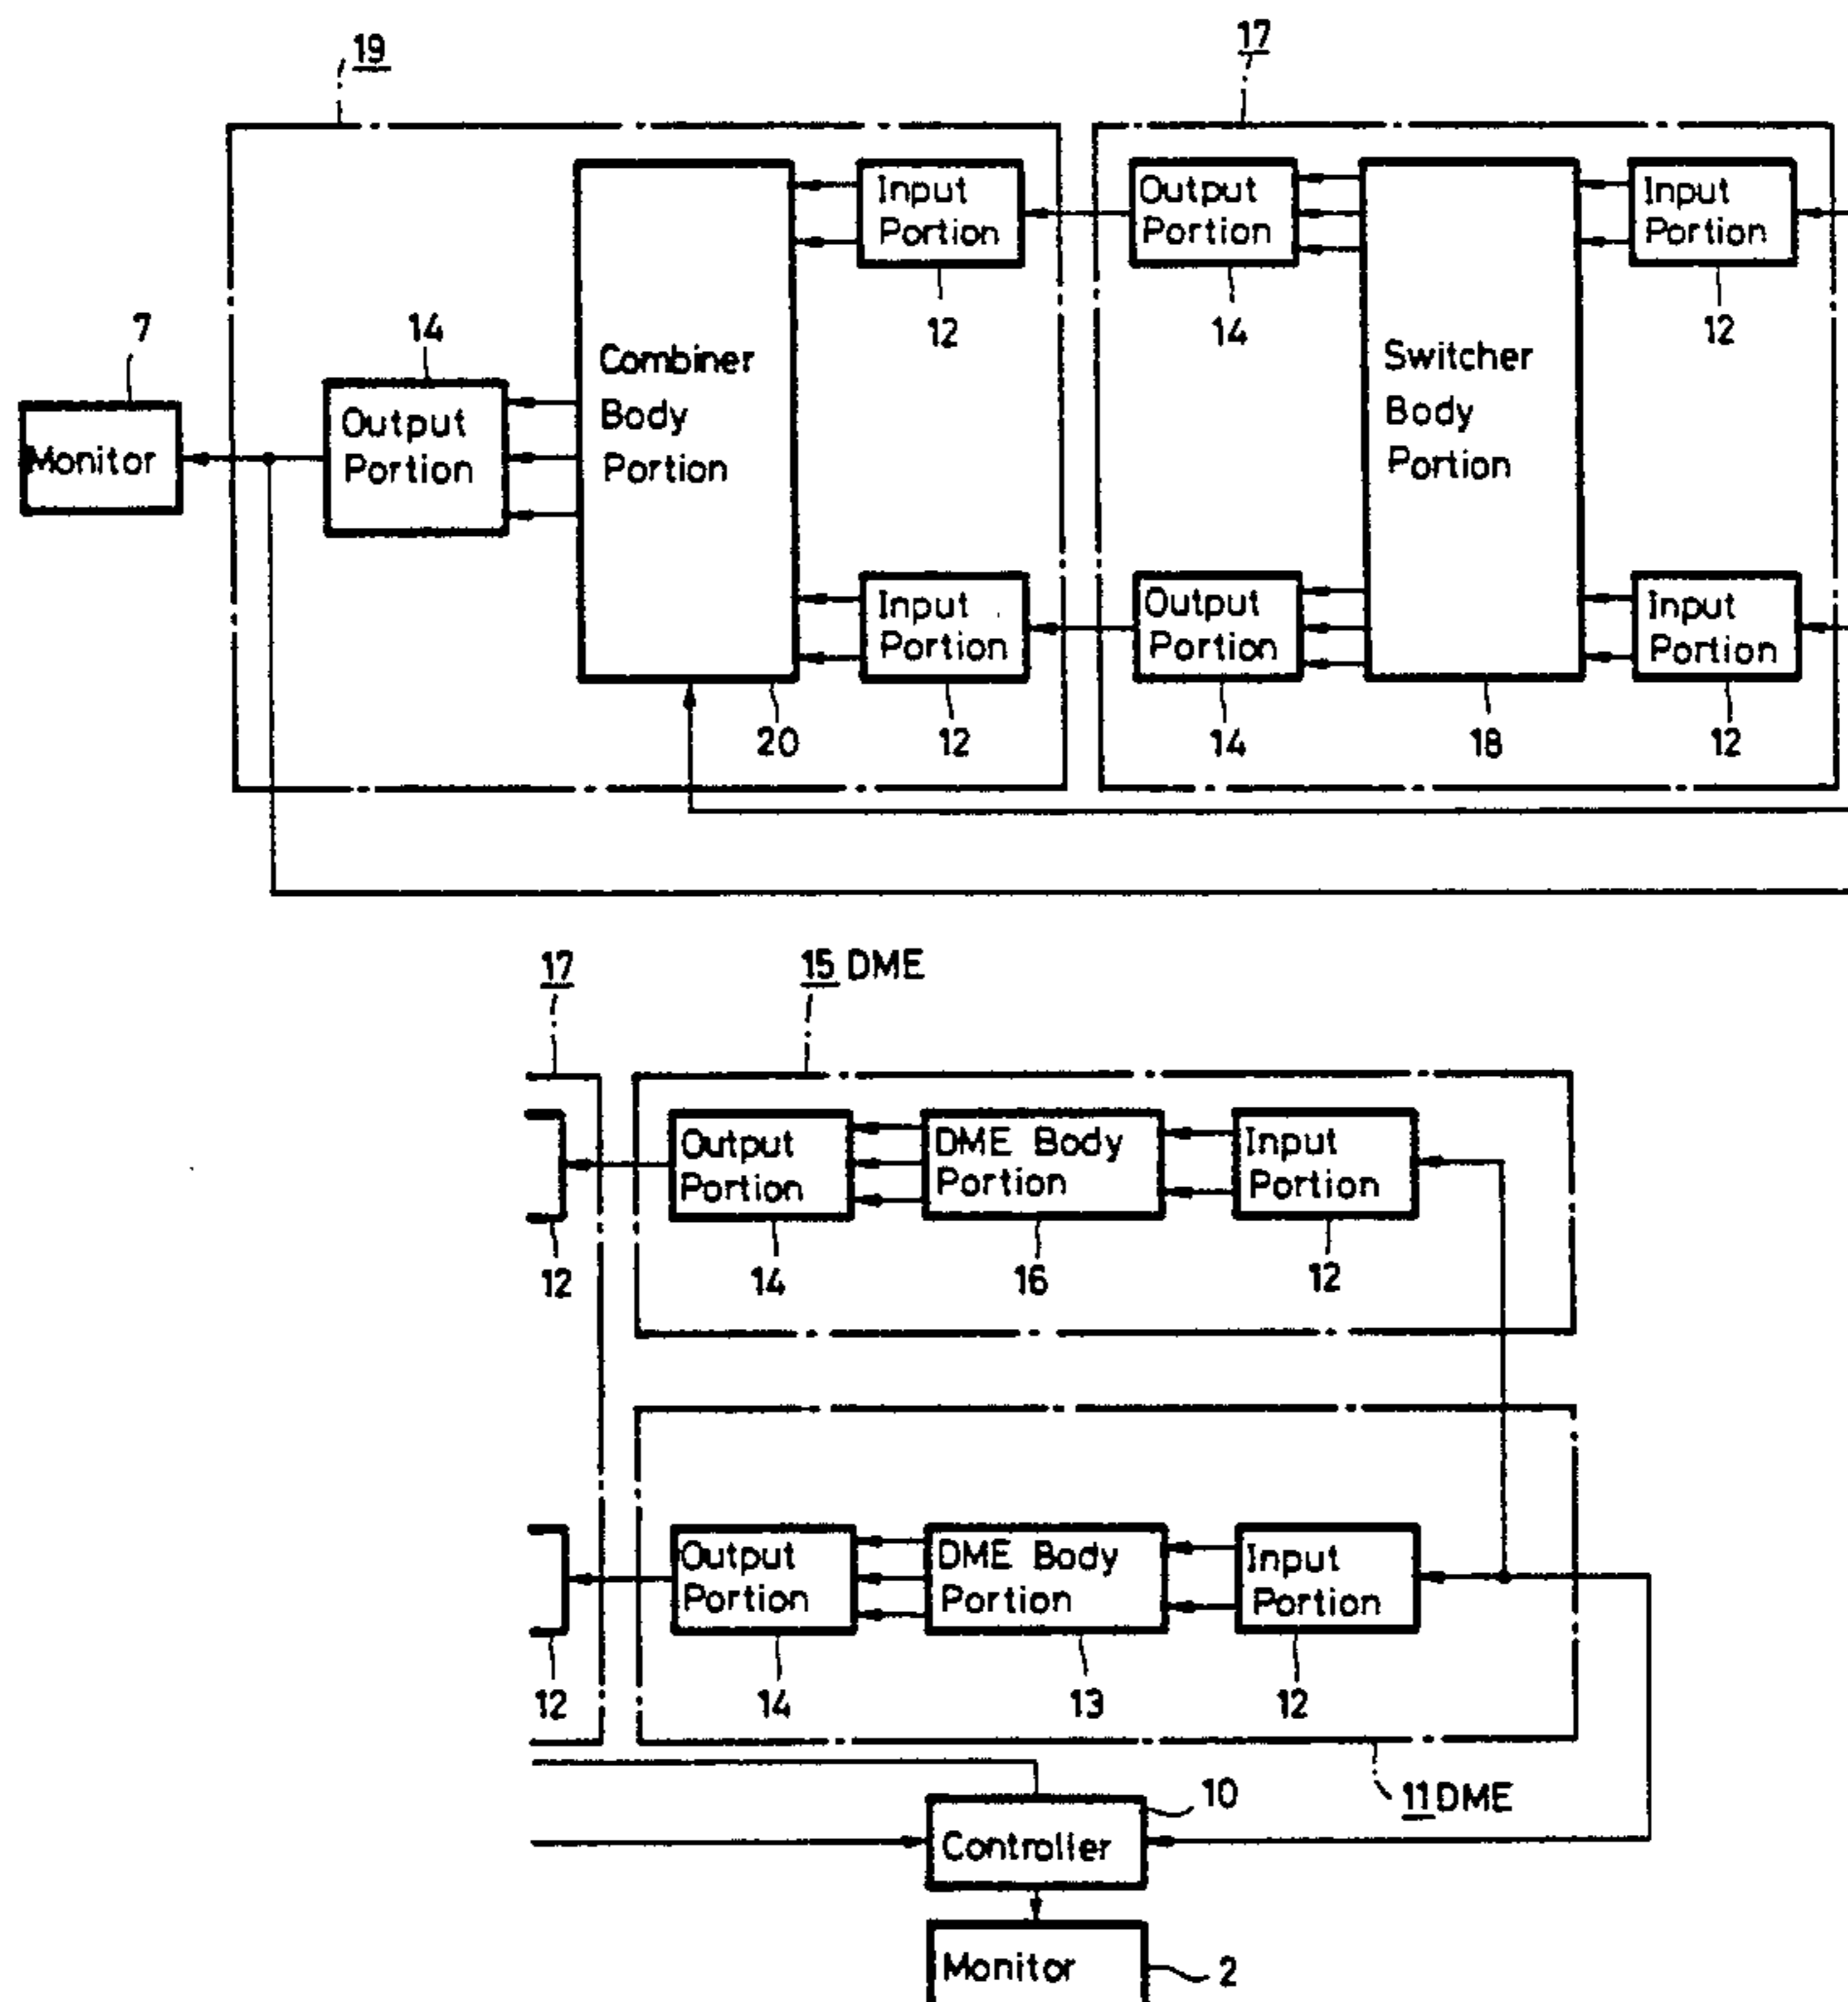 19
17
Input
Portion
Output
Portion
Input
Portion
12
14
12
7
14
Combiner
Body
Portion
Switcher
Body
Portion
Monitor
Output
Portion
Input
Portion
Output
Portion
Input
Portion
20
12
14
18
12
17
15 DME
Output
Portion
DME Body
Portion
Input
Portion
12
14
16
12
Output
Portion
DME Body
Portion
Input
Portion
12
14
13
12
11 DME
10
Controller
Monitor
2